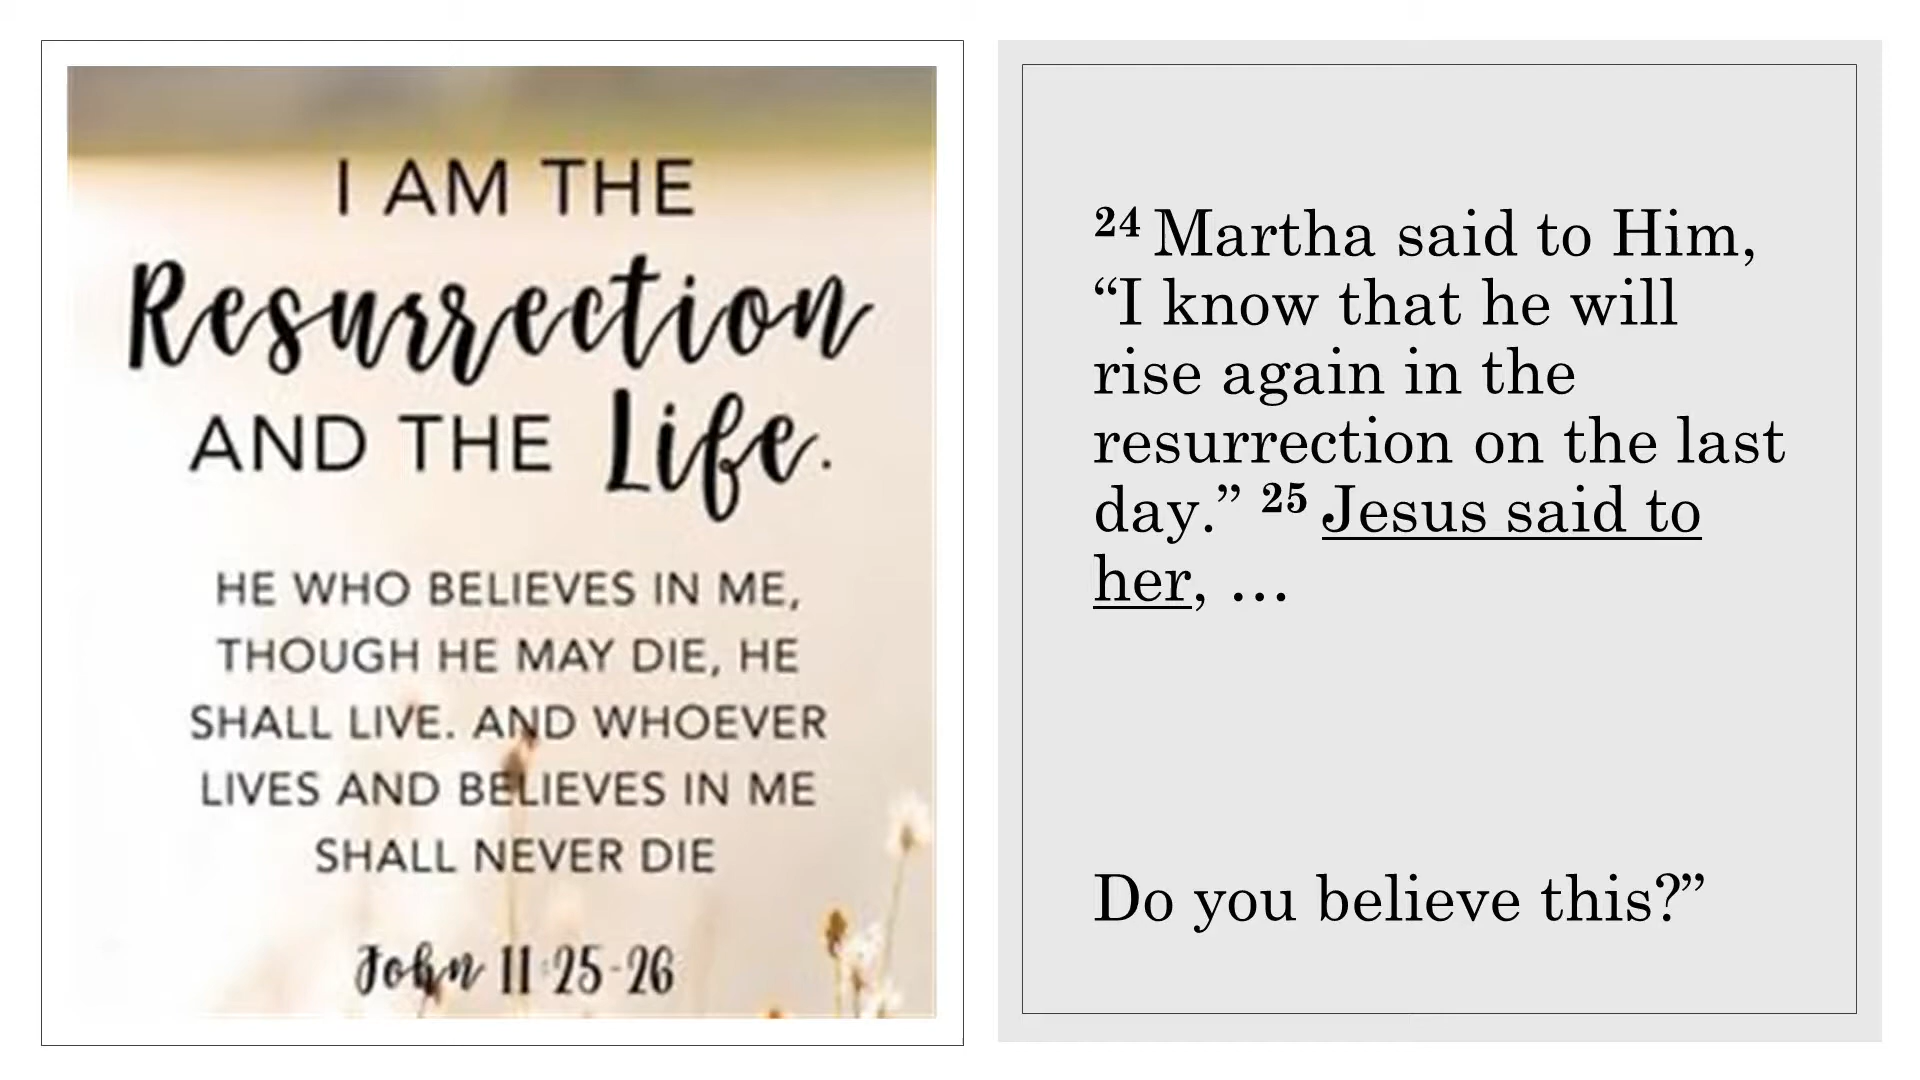 I AM THE
Resurrection
AND THE Life.
HE WHO BELIEVES IN ME,
THOUGH HE MAY DIE, HE
SHALL LIVE. AND WHOEVER
LIVES AND BELIEVES IN ME
SHALL NEVER DIE
John 11:25-26
24 Martha said to Him,
“I know that he will
rise again in the
resurrection on the last
day.” 25 Jesus said to
her, …
Do you believe this?”